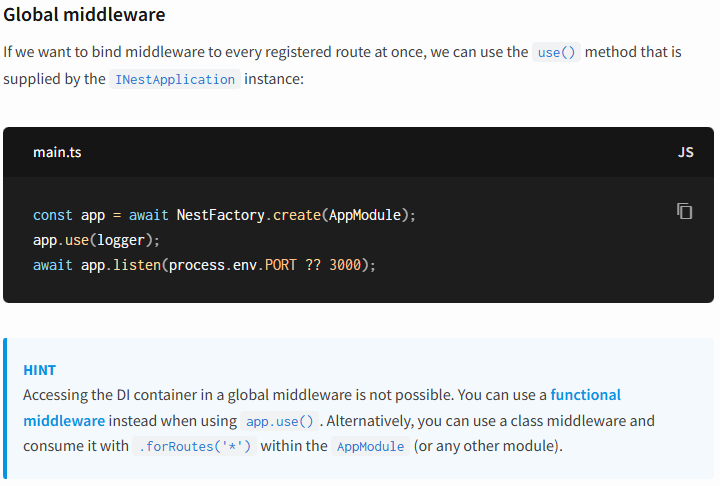 Global middleware
If we want to bind middleware to every registered route at once, we can use the use() method that is
supplied by the INestApplication instance:
main.ts
JS
const app = await NestFactory.create(AppModule);
app.use(logger);
await app.listen(process.env.PORT ?? 3000);
HINT
Accessing the DI container in a global middleware is not possible. You can use a functional
middleware instead when using app.use() . Alternatively, you can use a class middleware and
consume it with .forRoutes('*') within the AppModule (or any other module).